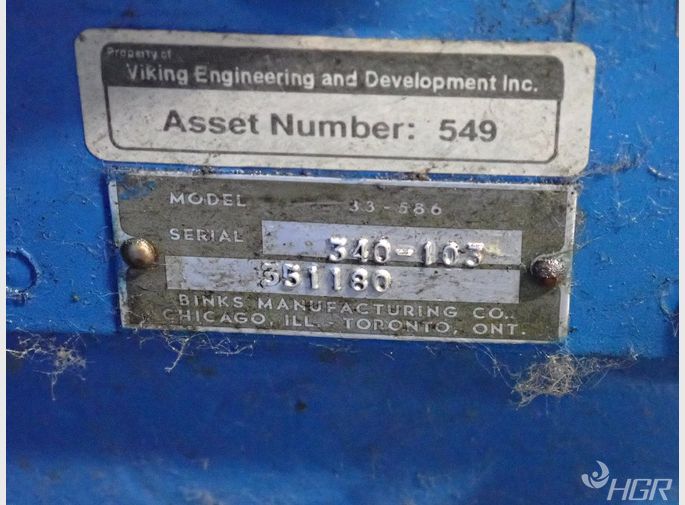 Property of
Viking Engineering and Development Inc.
Asset Number: 549
MODEL 33-586
SERIAL 340-103
351180
BINKS MANUFACTURING CO.
CHICAGO, ILL. - TORONTO, ONT.
HGR